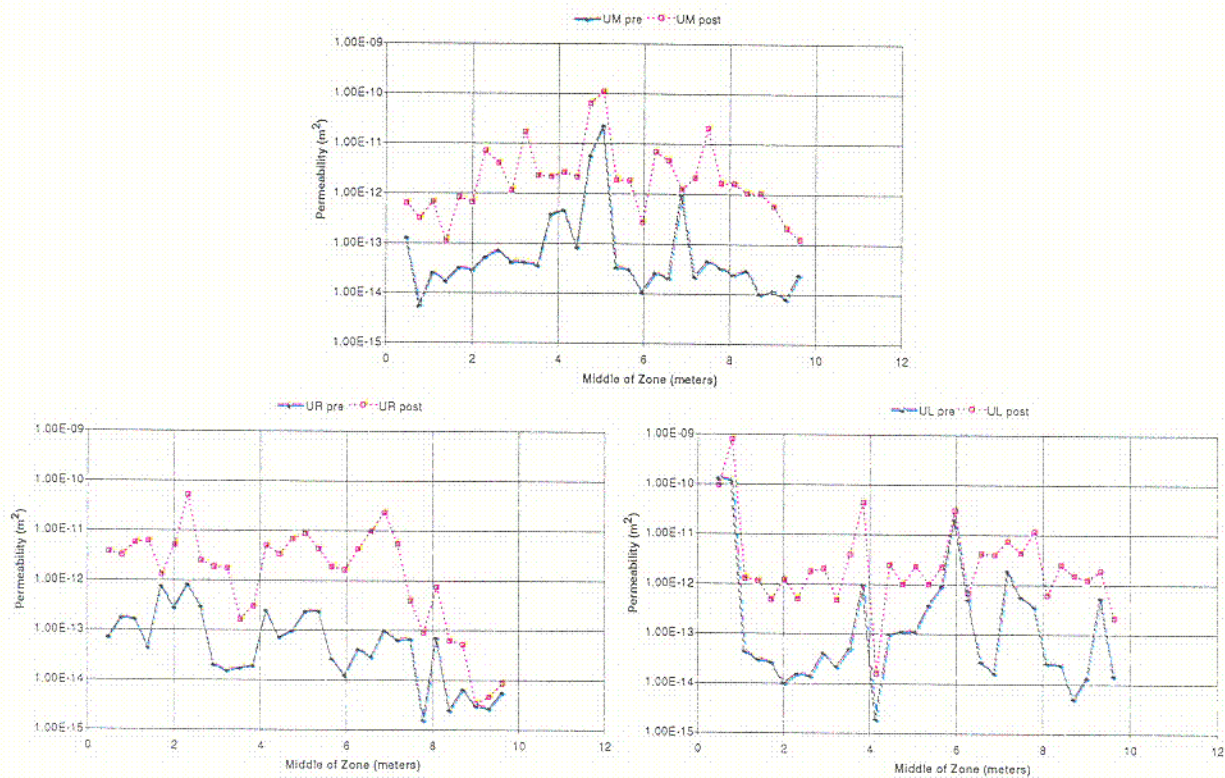 UM pre UM post
1.00E-09
1.00E-10
1.00E-11
1.00E-12
1.00E-13
1.00E-14
1.00E-15
Permeability (m²)
0 2 4 6 8 10 12
Middle of Zone (meters)
UR pre UR post
1.00E-09
1.00E-10
1.00E-11
1.00E-12
1.00E-13
1.00E-14
1.00E-15
Permeability (m²)
0 2 4 6 8 10 12
Middle of Zone (meters)
UL pre UL post
1.00E-09
1.00E-10
1.00E-11
1.00E-12
1.00E-13
1.00E-14
1.00E-15
Permeability (m²)
0 2 4 6 8 10 12
Middle of Zone (meters)